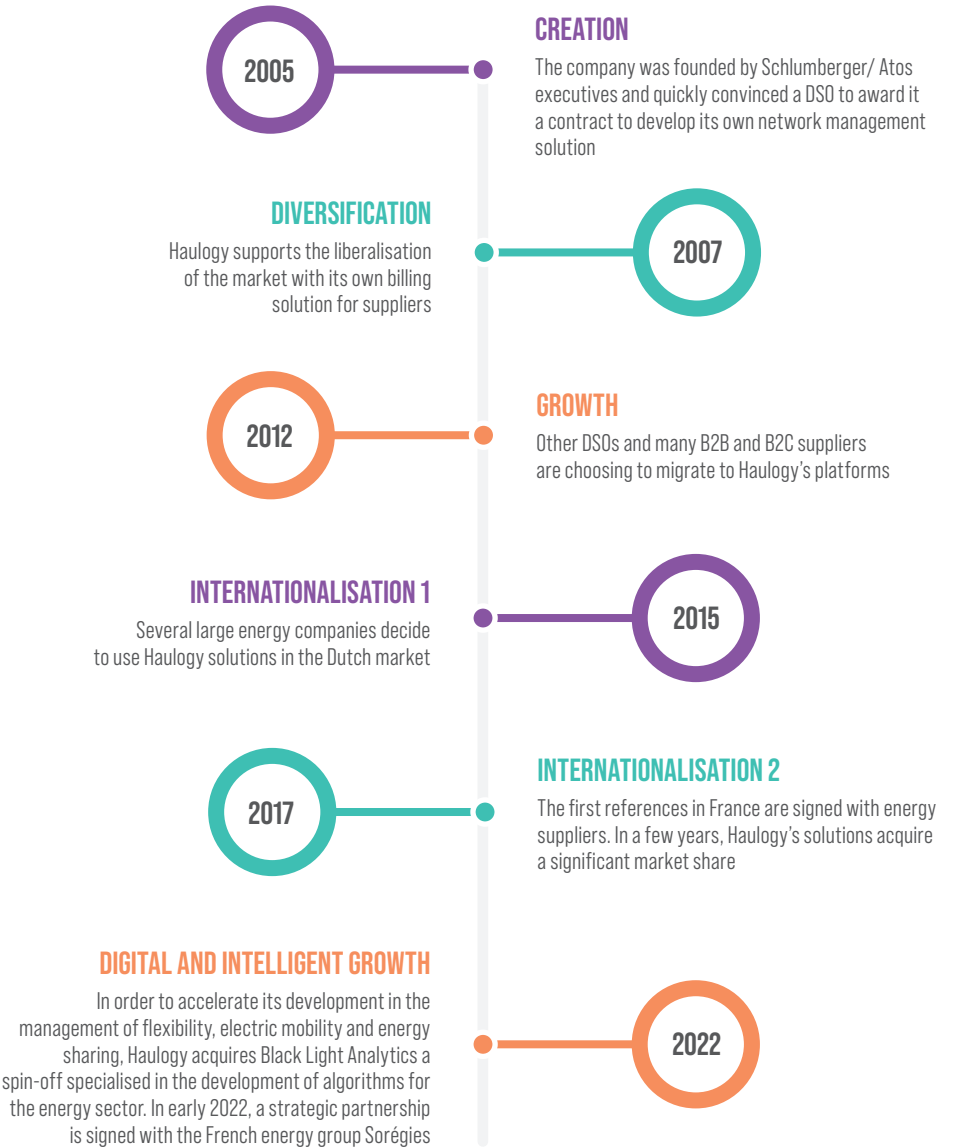 2005
CREATION
The company was founded by Schlumberger/ Atos
executives and quickly convinced a DSO to award it
a contract to develop its own network management
solution
DIVERSIFICATION
Haulogy supports the liberalisation
of the market with its own billing
solution for suppliers
2007
2012
GROWTH
Other DSOs and many B2B and B2C suppliers
are choosing to migrate to Haulogy's platforms
INTERNATIONALISATION 1
Several large energy companies decide
to use Haulogy solutions in the Dutch market
2015
2017
INTERNATIONALISATION 2
The first references in France are signed with energy
suppliers. In a few years, Haulogy's solutions acquire
a significant market share
DIGITAL AND INTELLIGENT GROWTH
In order to accelerate its development in the
management of flexibility, electric mobility and energy
sharing, Haulogy acquires Black Light Analytics a
spin-off specialised in the development of algorithms for
the energy sector. In early 2022, a strategic partnership
is signed with the French energy group Sorégies
2022